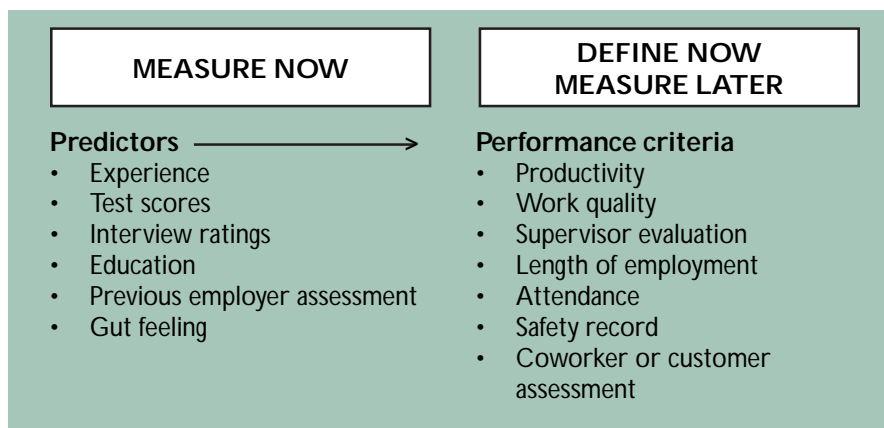 MEASURE NOW
Predictors
• Experience
• Test scores
• Interview ratings
• Education
• Previous employer assessment
• Gut feeling
DEFINE NOW
MEASURE LATER
Performance criteria
• Productivity
• Work quality
• Supervisor evaluation
• Length of employment
• Attendance
• Safety record
• Coworker or customer
assessment